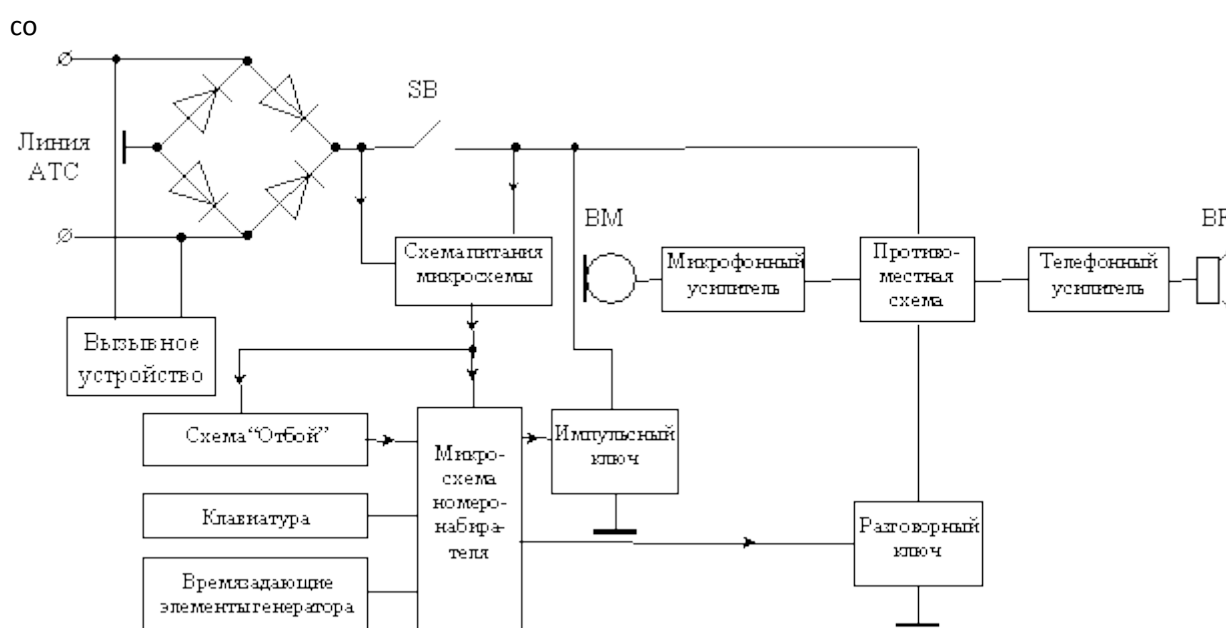 со
SB
Линия
АТС
ВМ
Схема питания
микросхемы
Микрофонный
усилитель
Противо-
местная
схема
Телефонный
усилитель
Вызывное
устройство
Схема “Отбой”
Микро-
схема
номеро-
набира-
теля
Импульсный
ключ
Клавиатура
Разговорный
ключ
Времязадающие
элементы генератора